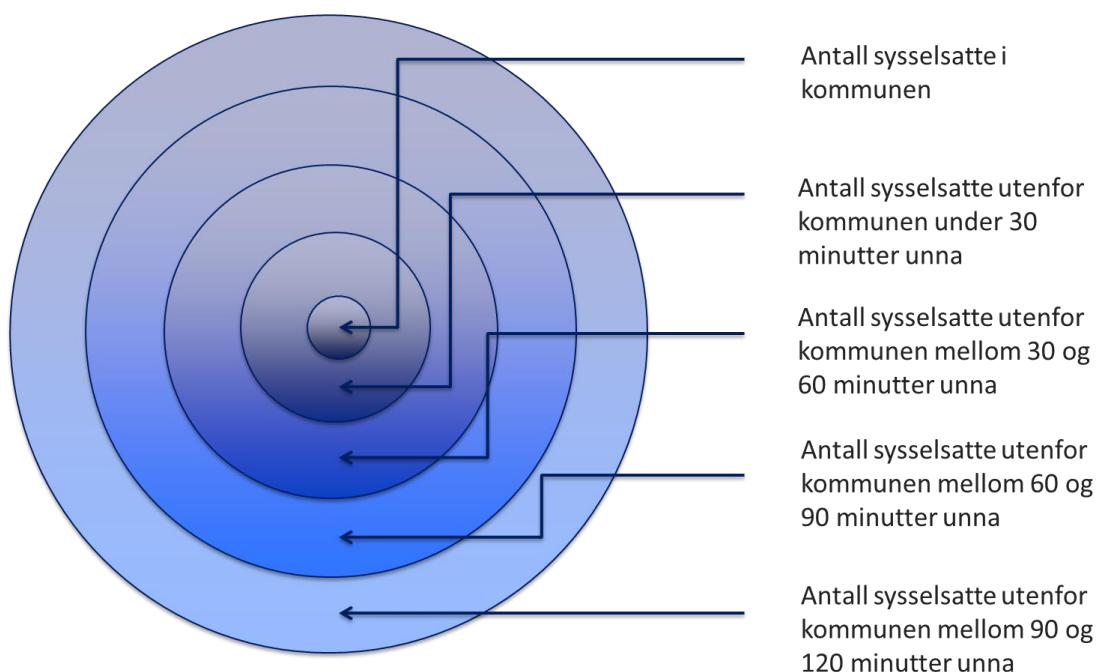 Antall sysselsatte i
kommunen
Antall sysselsatte utenfor
kommunen under 30
minutter unna
Antall sysselsatte utenfor
kommunen mellom 30 og
60 minutter unna
Antall sysselsatte utenfor
kommunen mellom 60 og
90 minutter unna
Antall sysselsatte utenfor
kommunen mellom 90 og
120 minutter unna